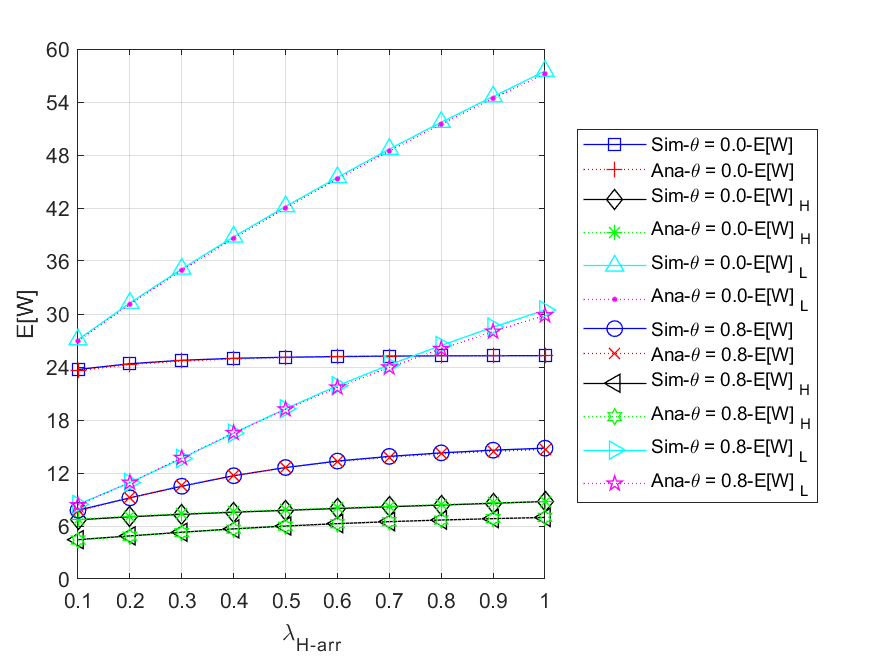 60
54
48
42
36
30
24
18
12
6
0
E[W]
0.1 0.2 0.3 0.4 0.5 0.6 0.7 0.8 0.9 1
λH-arr
Sim-θ = 0.0-E[W]
Ana-θ = 0.0-E[W]
Sim-θ = 0.0-E[W] H
Ana-θ = 0.0-E[W] H
Sim-θ = 0.0-E[W] L
Ana-θ = 0.0-E[W] L
Sim-θ = 0.8-E[W]
Ana-θ = 0.8-E[W]
Sim-θ = 0.8-E[W] H
Ana-θ = 0.8-E[W] H
Sim-θ = 0.8-E[W] L
Ana-θ = 0.8-E[W] L